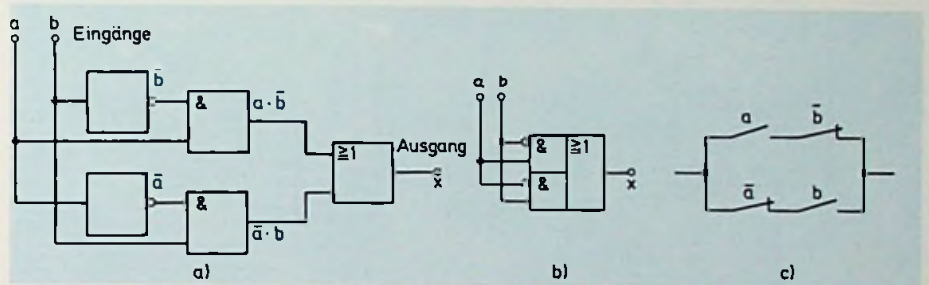 a b Eingänge
b̄
& a · b̄
≧1 Ausgang
x
ā
& ā · b
a)
a b
& ≧1
&
x
b)
a b̄
ā b
c)